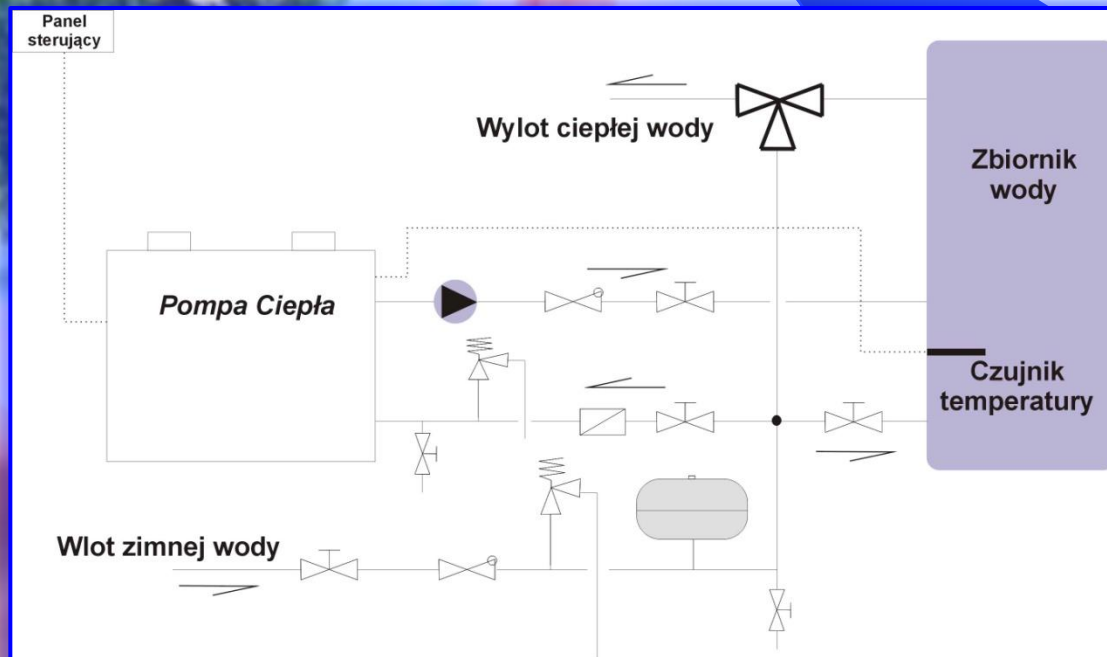 Panel
sterujący
Wylot ciepłej wody
Zbiornik
wody
Pompa Ciepła
Czujnik
temperatury
Wlot zimnej wody